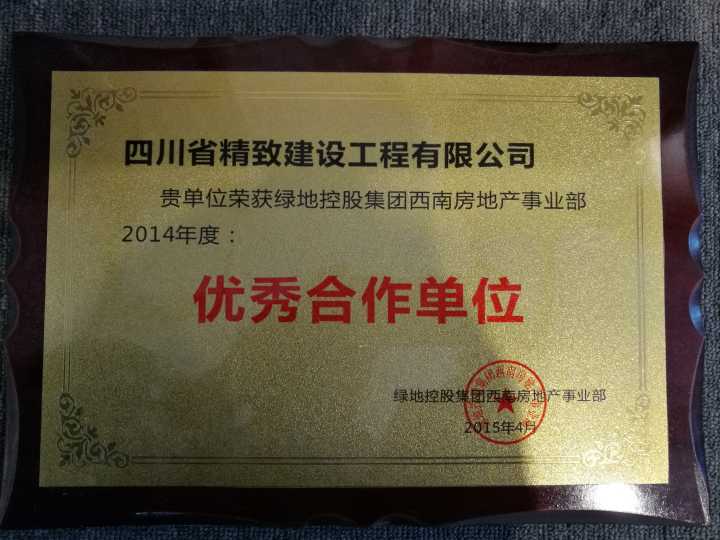 四川省精致建设工程有限公司
贵单位荣获绿地控股集团西南房地产事业部
2014年度：
优秀合作单位
绿地控股集团西南房地产事业部
2015年4月